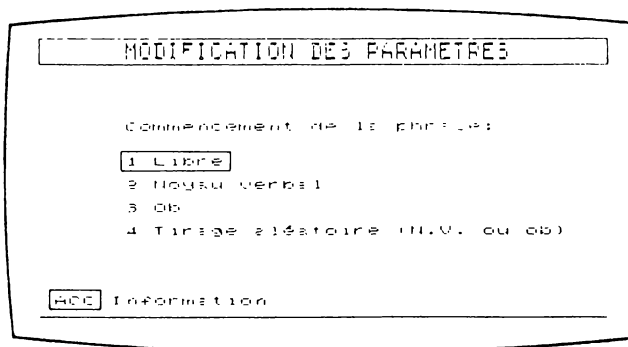 MODIFICATION DES PARAMETRES
Commencement de la phrase:
1 Libre
2 Noyau verbal
3 Ob
4 Tirage aléatoire (N.V. ou ob)
ACC Information